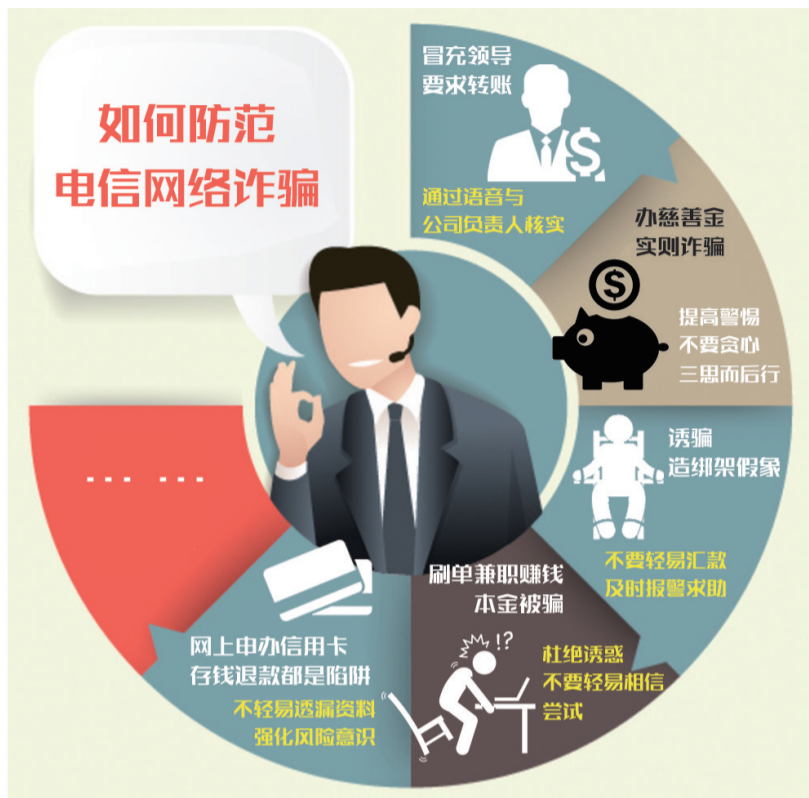 如何防范
电信网络诈骗
冒充领导
要求转账
$
通过语音与
公司负责人核实
办慈善金
实则诈骗
$
提高警惕
不要贪心
三思而后行
诱骗
造绑架假象
不要轻易汇款
及时报警求助
刷单兼职赚钱
本金被骗
!?
杜绝诱惑
不要轻易相信
尝试
网上申办信用卡
存钱退款都是陷阱
不轻易透漏资料
强化风险意识
... ...